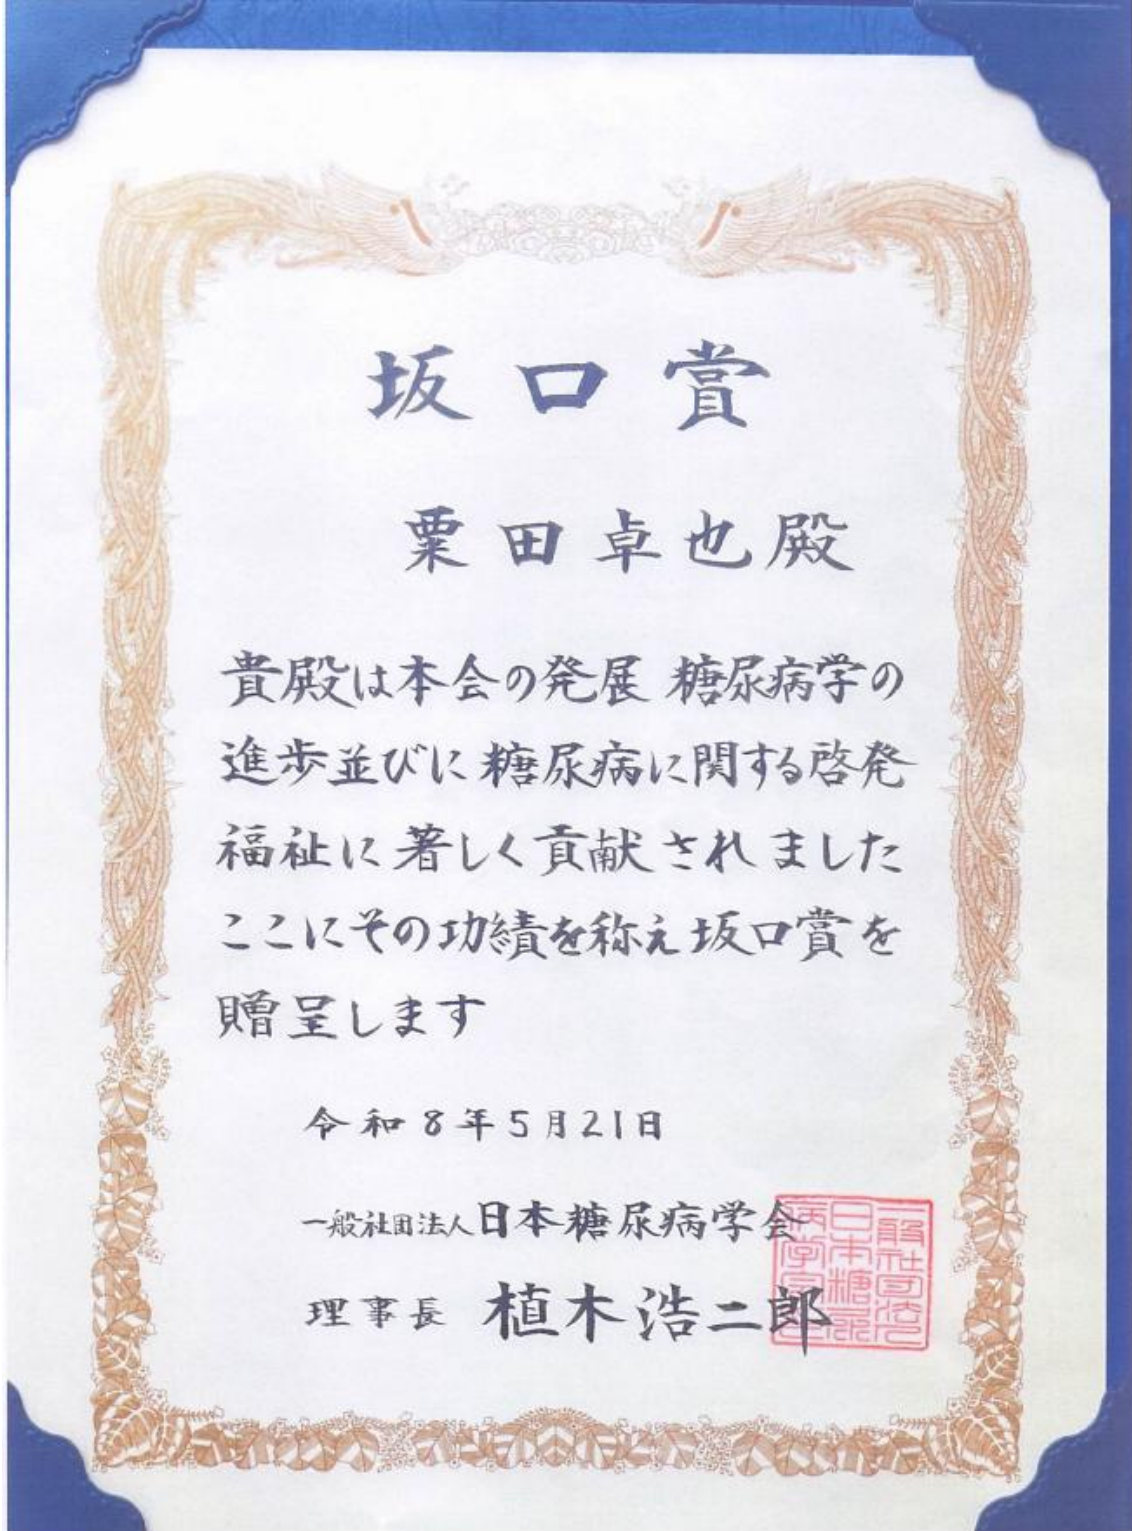 坂口賞
粟田卓也殿
貴殿は本会の発展 糖尿病学の
進歩並びに糖尿病に関する啓発
福祉に著しく貢献されました
ここにその功績を称え坂口賞を
贈呈します
令和8年5月21日
一般社団法人日本糖尿病学会
理事長 植木浩二郎